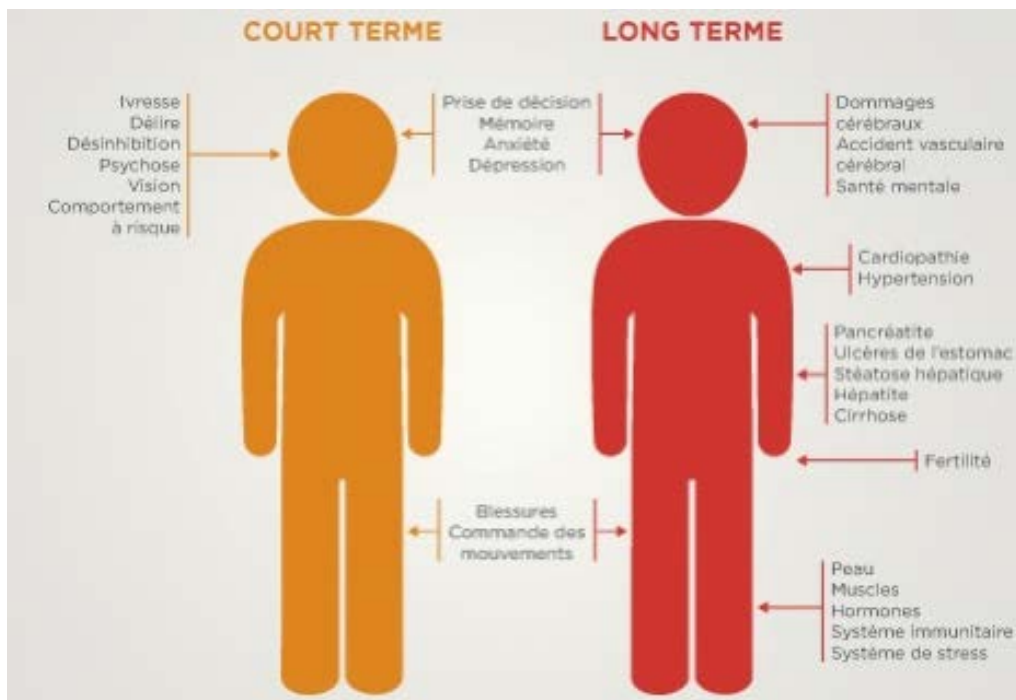 COURT TERME
LONG TERME
Ivresse
Délire
Désinhibition
Psychose
Vision
Comportement
à risque
Prise de décision
Mémoire
Anxiété
Dépression
Dommages
cérébraux
Accident vasculaire
cérébral
Santé mentale
Cardiopathie
Hypertension
Pancréatite
Ulcères de l'estomac
Stéatose hépatique
Hépatite
Cirrhose
Fertilité
Blessures
Commande des
mouvements
Peau
Muscles
Hormones
Système immunitaire
Système de stress